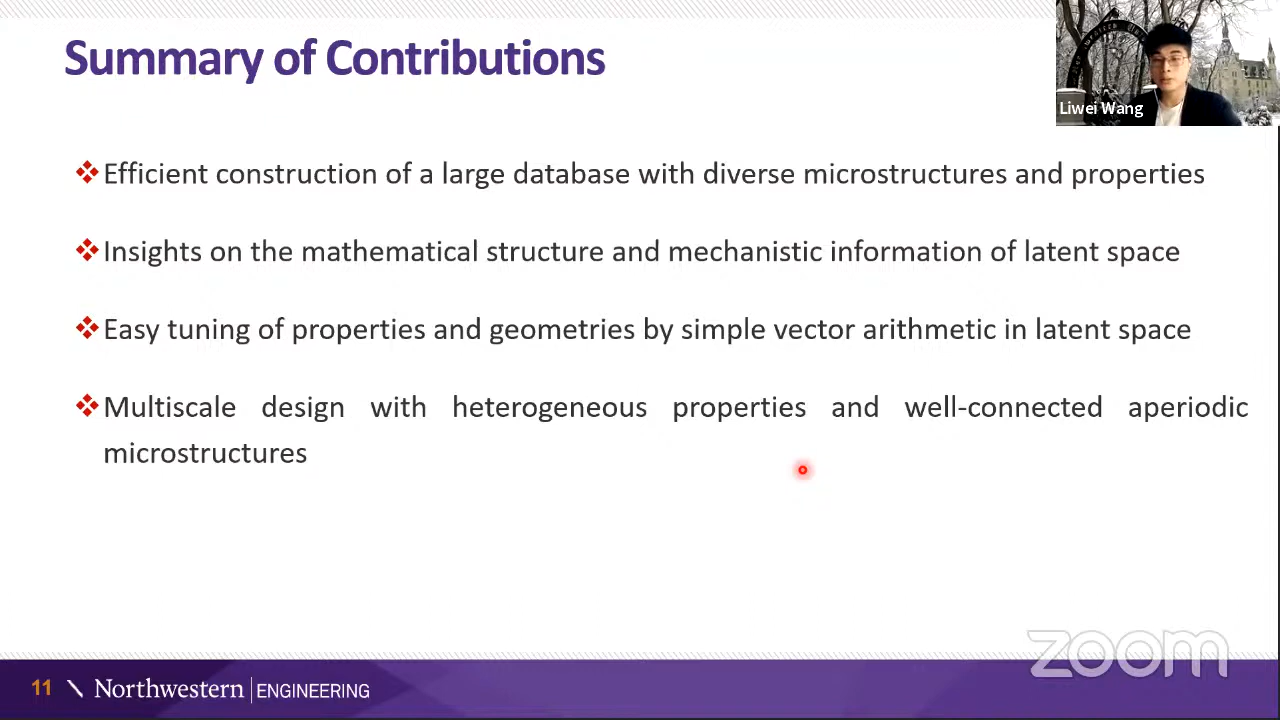 Summary of Contributions
Liwei Wang
Efficient construction of a large database with diverse microstructures and properties
Insights on the mathematical structure and mechanistic information of latent space
Easy tuning of properties and geometries by simple vector arithmetic in latent space
Multiscale design with heterogeneous properties and well-connected aperiodic
microstructures
zoom
11
Northwestern | ENGINEERING